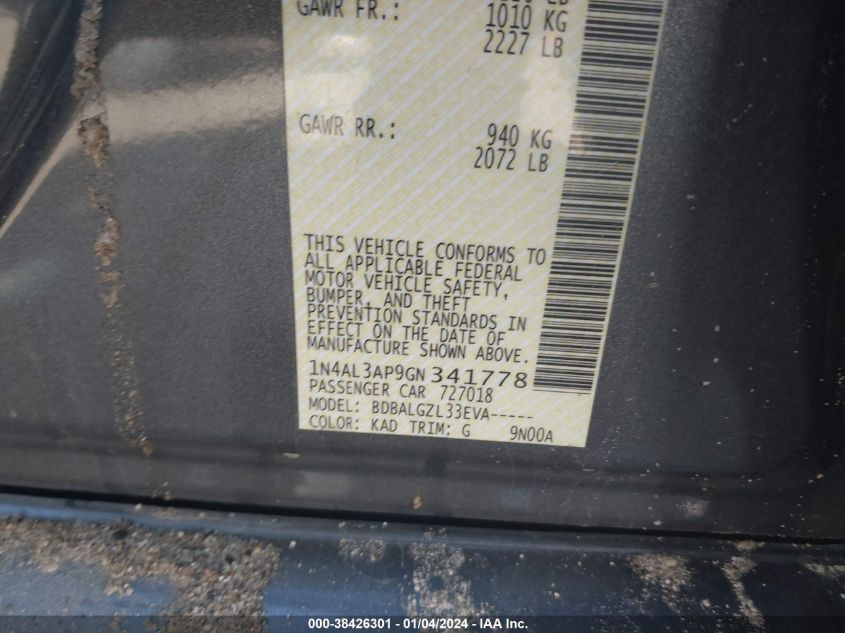 GAWR FR.: 1010 KG
2227 LB
GAWR RR.: 940 KG
2072 LB
THIS VEHICLE CONFORMS TO
ALL APPLICABLE FEDERAL
MOTOR VEHICLE SAFETY,
BUMPER, AND THEFT
PREVENTION STANDARDS IN
EFFECT ON THE DATE OF
MANUFACTURE SHOWN ABOVE.
1N4AL3AP9GN341778
PASSENGER CAR 727018
MODEL: BDBALGZL33EVA-----
COLOR: KAD TRIM: G 9N00A
000-38426301 - 01/04/2024 - IAA Inc.